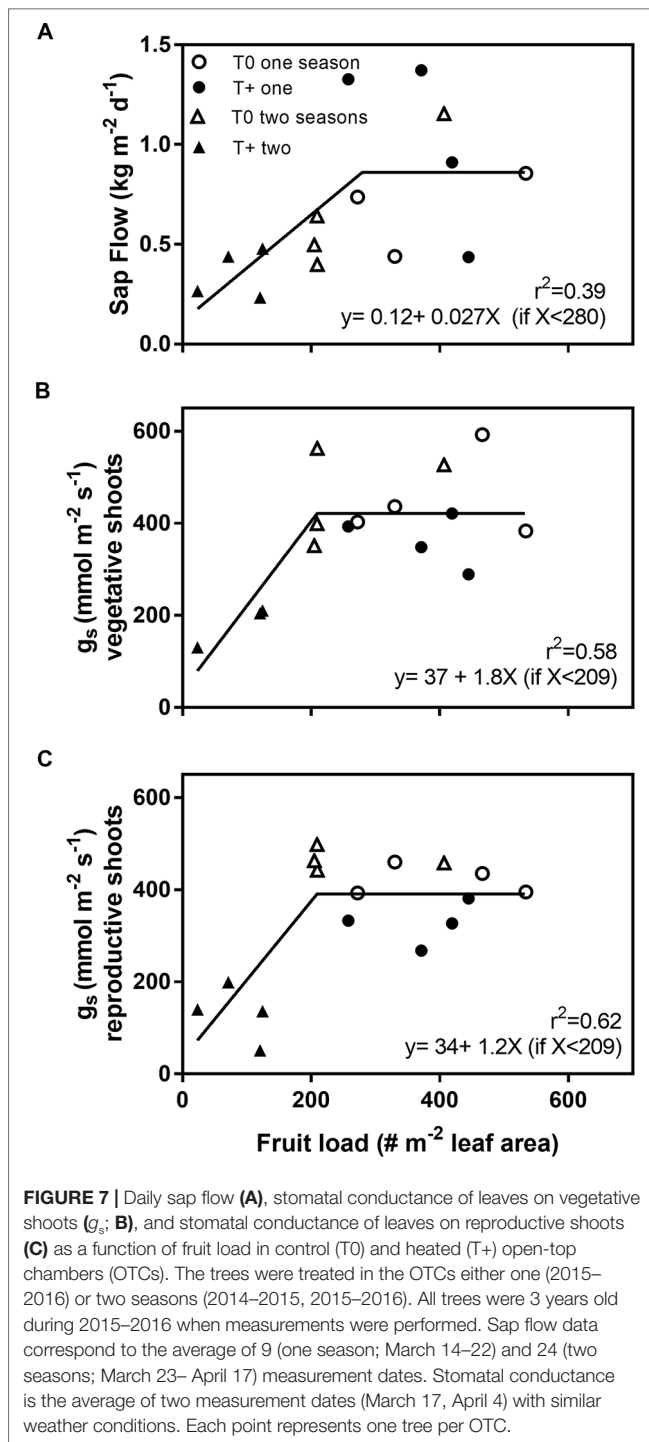 A
Sap Flow (kg m⁻² d⁻¹)
1.5
1.0
0.5
0.0
T0 one season
T+ one
T0 two seasons
T+ two
r²=0.39
y= 0.12+ 0.027X (if X<280)
B
gₛ (mmol m⁻² s⁻¹)
vegetative shoots
600
400
200
0
r²=0.58
y= 37 + 1.8X (if X<209)
C
gₛ (mmol m⁻² s⁻¹)
reproductive shoots
600
400
200
0
r²=0.62
y= 34+ 1.2X (if X<209)
0 200 400 600
Fruit load (# m⁻² leaf area)
FIGURE 7 | Daily sap flow (A), stomatal conductance of leaves on vegetative
shoots (gₛ; B), and stomatal conductance of leaves on reproductive shoots
(C) as a function of fruit load in control (T0) and heated (T+) open-top
chambers (OTCs). The trees were treated in the OTCs either one (2015–
2016) or two seasons (2014–2015, 2015–2016). All trees were 3 years old
during 2015–2016 when measurements were performed. Sap flow data
correspond to the average of 9 (one season; March 14–22) and 24 (two
seasons; March 23– April 17) measurement dates. Stomatal conductance
is the average of two measurement dates (March 17, April 4) with similar
weather conditions. Each point represents one tree per OTC.